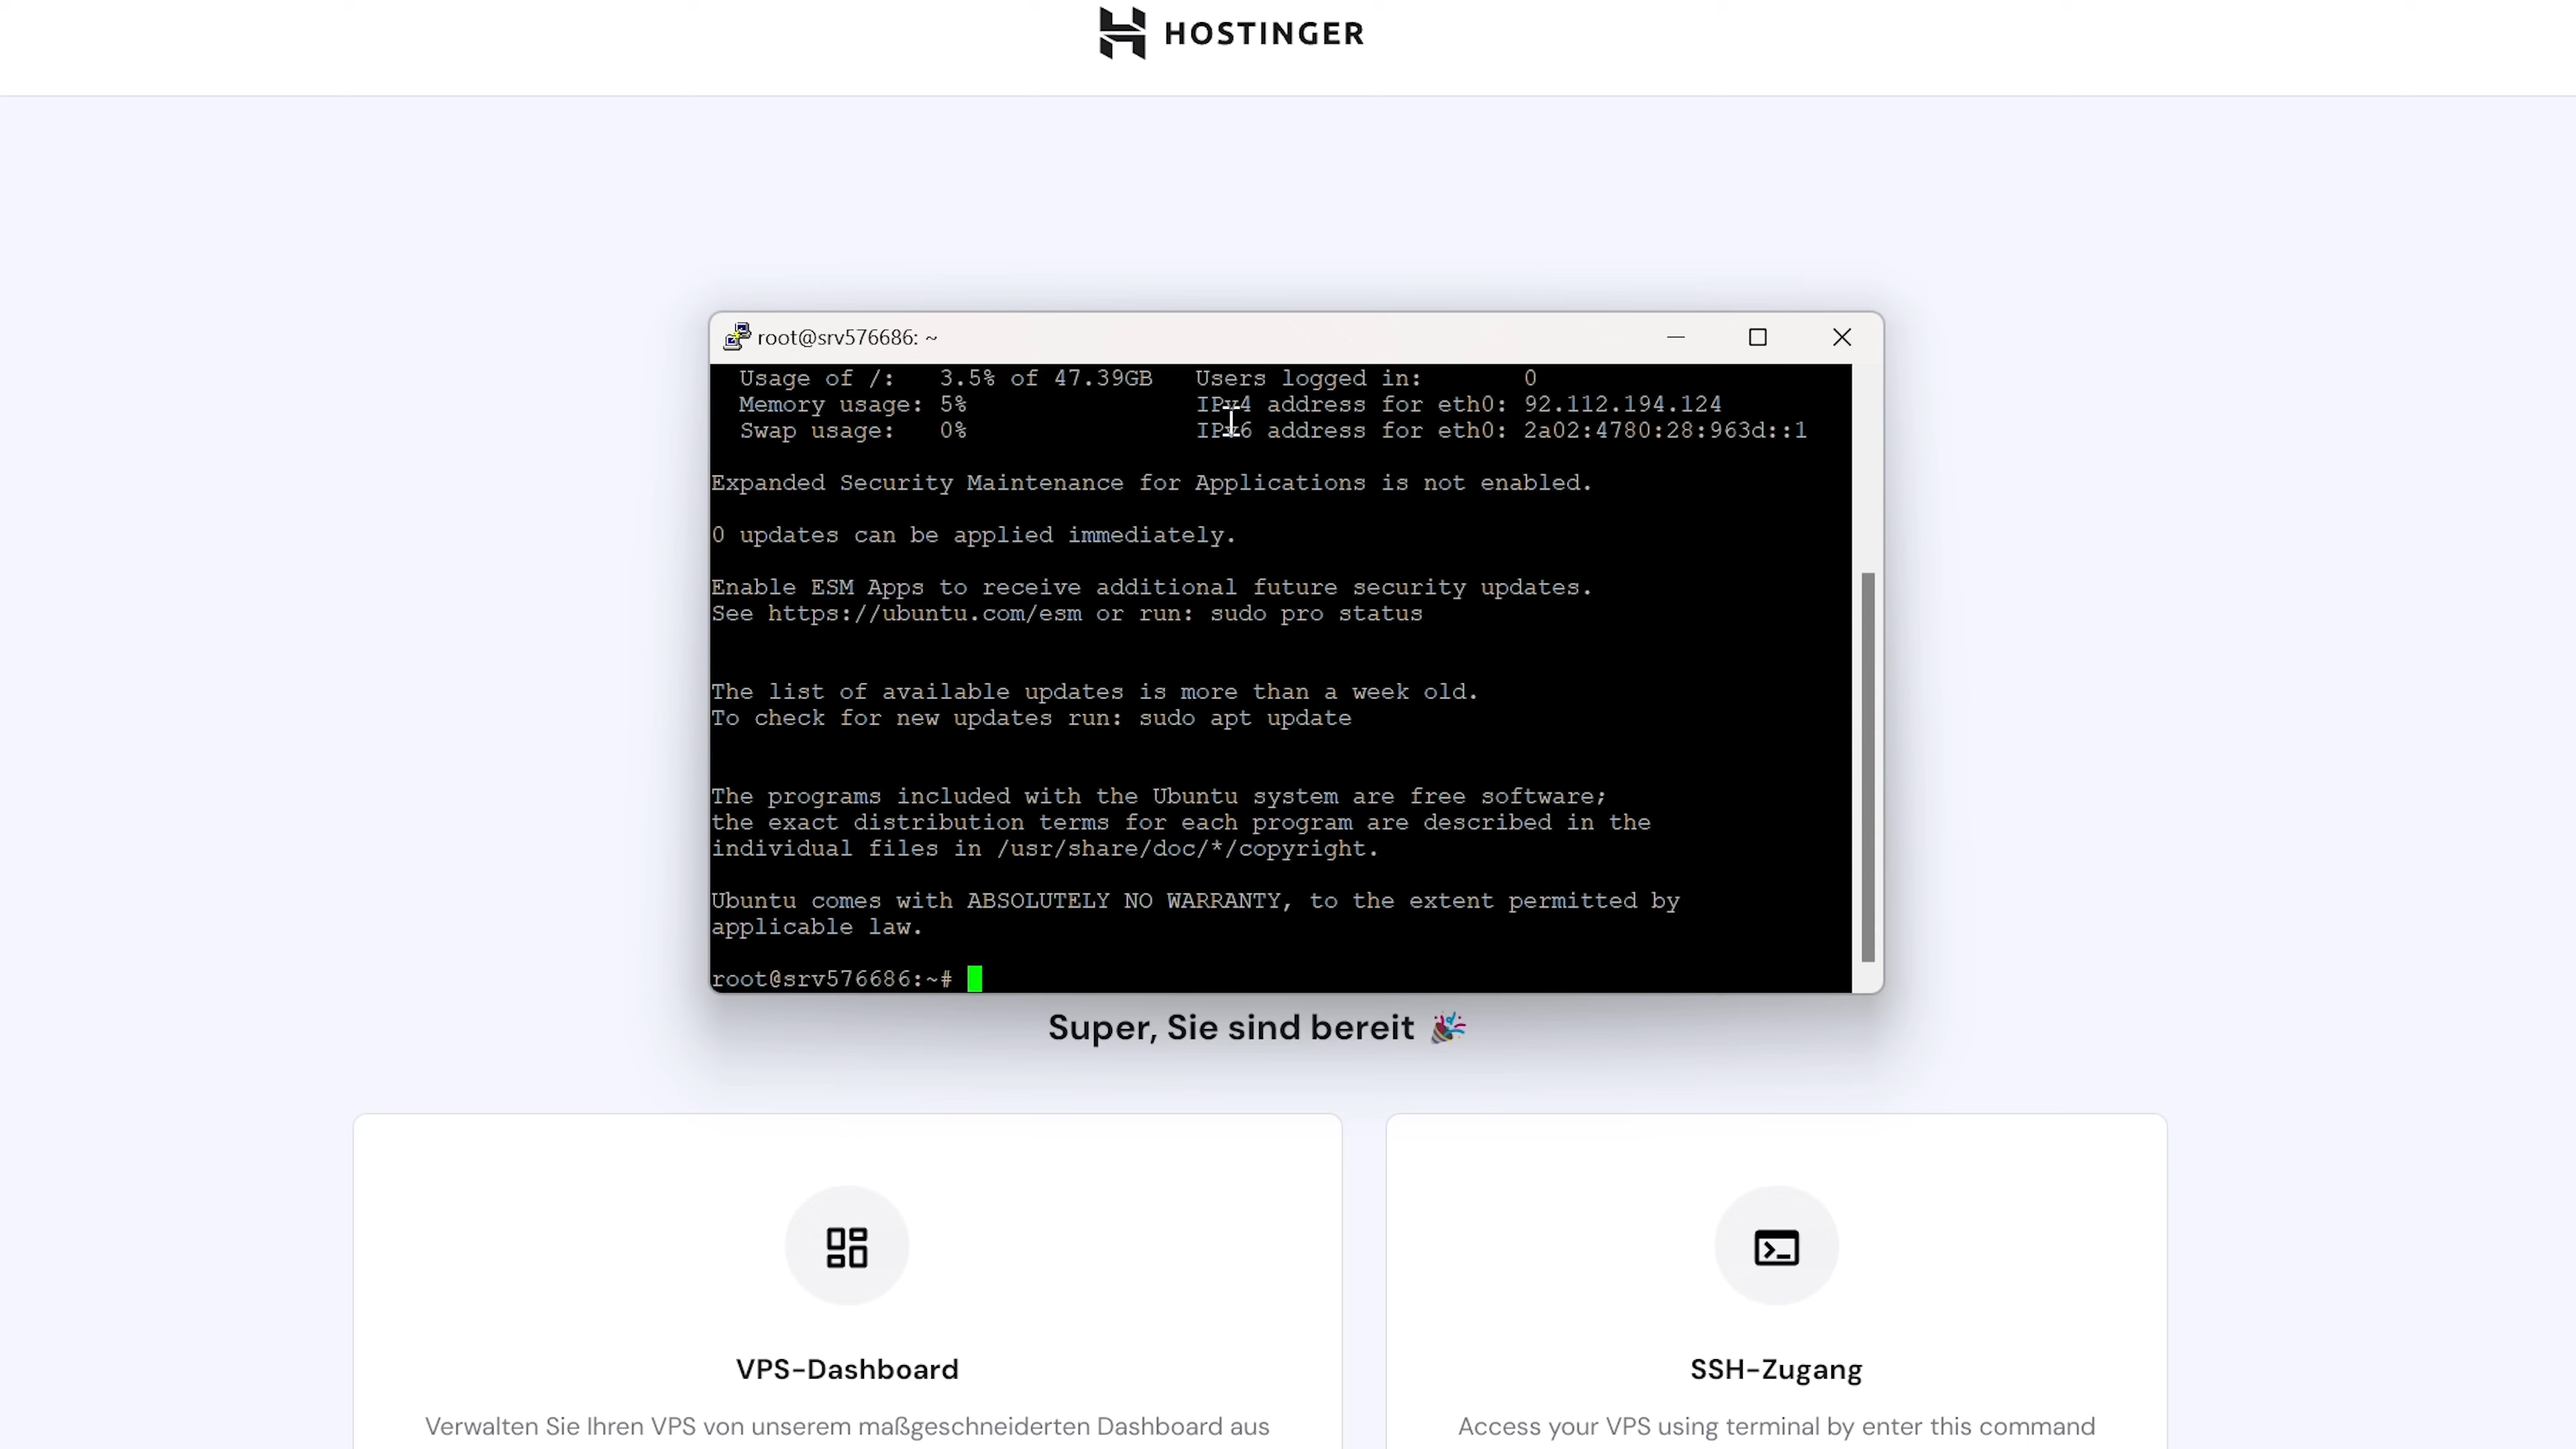 HOSTINGER
root@srv576686: ~
Usage of /:   3.5% of 47.39GB   Users logged in:       0
Memory usage: 5%                IPv4 address for eth0: 92.112.194.124
Swap usage:   0%                IPv6 address for eth0: 2a02:4780:28:963d::1
Expanded Security Maintenance for Applications is not enabled.
0 updates can be applied immediately.
Enable ESM Apps to receive additional future security updates.
See https://ubuntu.com/esm or run: sudo pro status
The list of available updates is more than a week old.
To check for new updates run: sudo apt update
The programs included with the Ubuntu system are free software;
the exact distribution terms for each program are described in the
individual files in /usr/share/doc/*/copyright.
Ubuntu comes with ABSOLUTELY NO WARRANTY, to the extent permitted by
applicable law.
root@srv576686:~#
Super, Sie sind bereit 🎉
VPS-Dashboard
Verwalten Sie Ihren VPS von unserem maßgeschneiderten Dashboard aus
SSH-Zugang
Access your VPS using terminal by enter this command